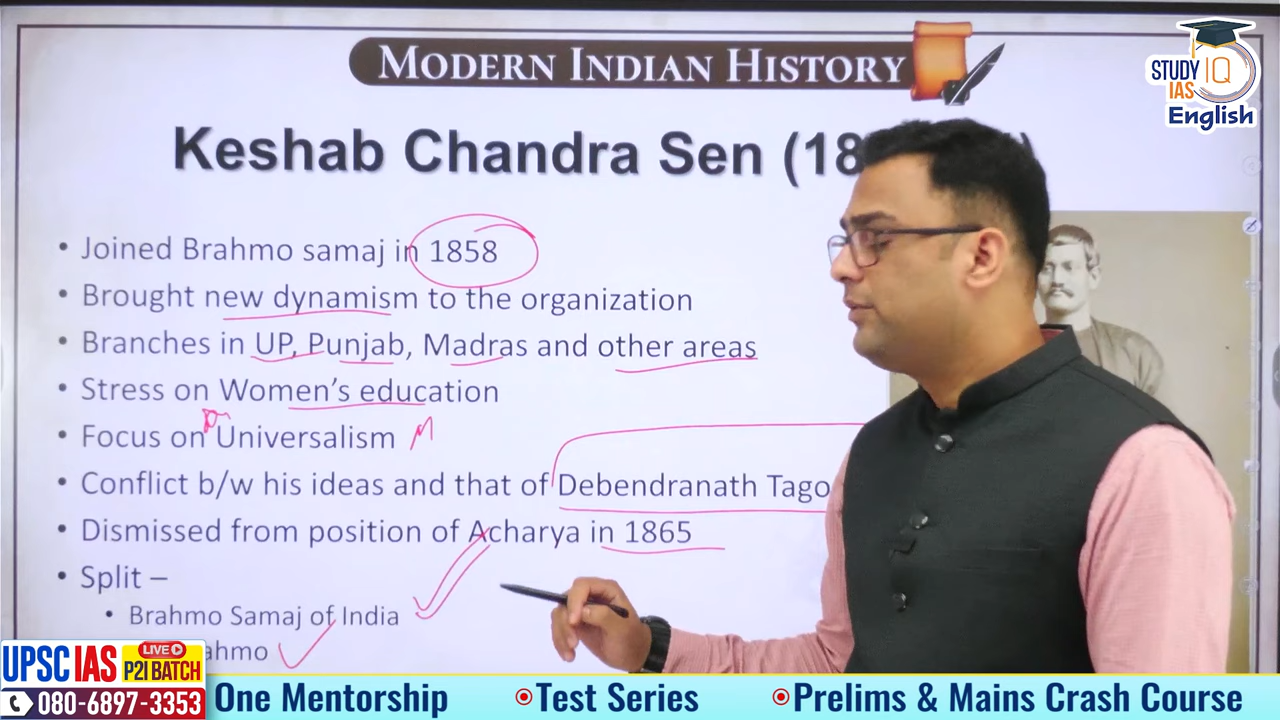 MODERN INDIAN HISTORY
STUDY IQ
IAS
English
Keshab Chandra Sen (18
• Joined Brahmo samaj in 1858
• Brought new dynamism to the organization
• Branches in UP, Punjab, Madras and other areas
• Stress on Women's education
• Focus on Universalism
• Conflict b/w his ideas and that of Debendranath Tago
• Dismissed from position of Acharya in 1865
• Split –
• Brahmo Samaj of India
ahmo
UPSC IAS LIVE P2I BATCH
080-6897-3353
One Mentorship
Test Series
Prelims & Mains Crash Course